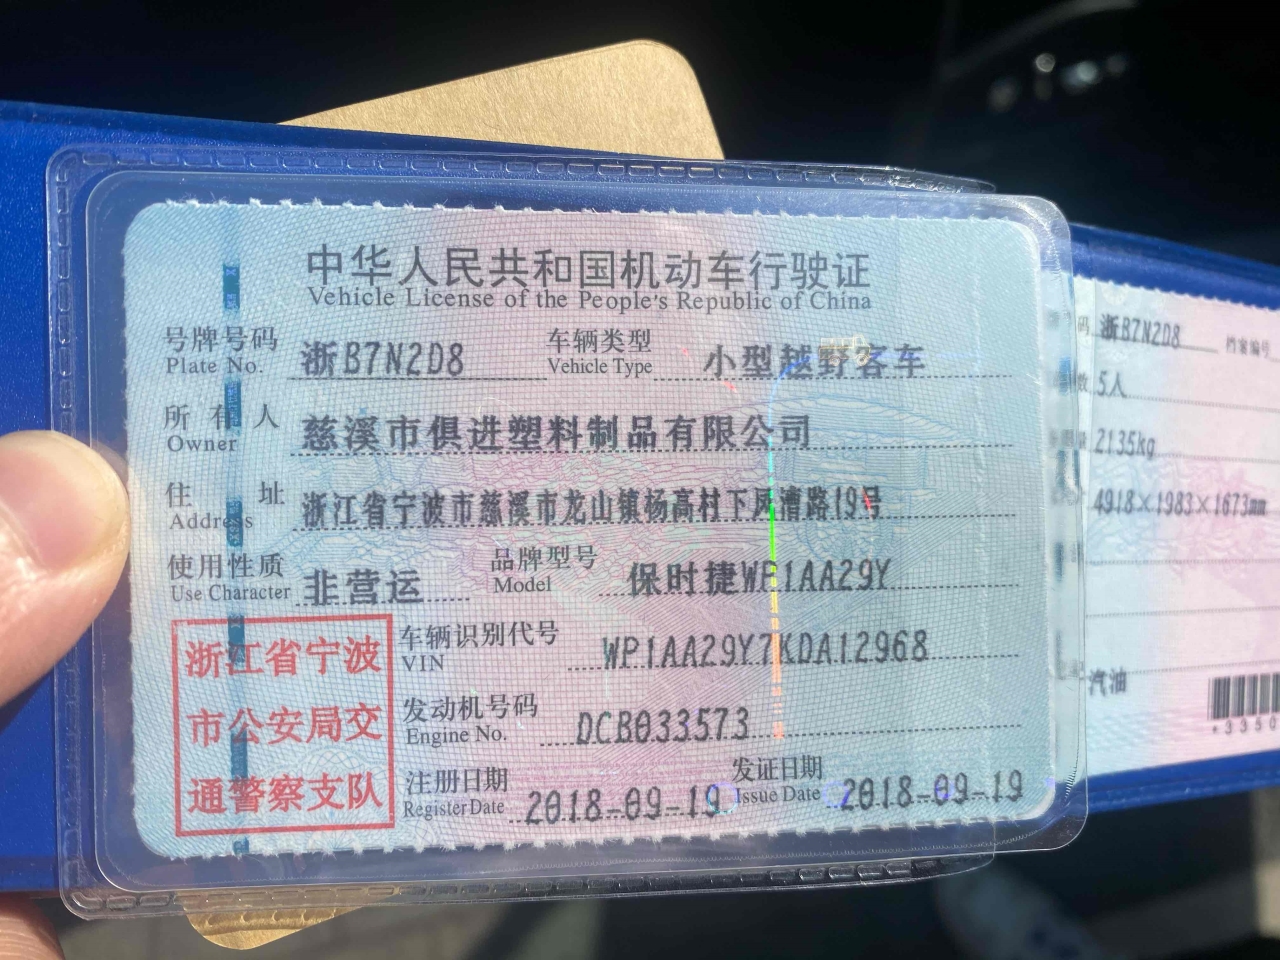 中华人民共和国机动车行驶证
Vehicle License of the People's Republic of China
号牌号码 浙B7N2D8 车辆类型 小型越野客车
Plate No. Vehicle Type
所有人 慈溪市俱进塑料制品有限公司
Owner
住址 浙江省宁波市慈溪市龙山镇杨高村下凤漕路19号
Address
使用性质 非营运 品牌型号 保时捷WP1AA29Y
Use Character Model
浙江省宁波
市公安局交
通警察支队
车辆识别代号 WP1AA29Y7KDA12968
VIN
发动机号码 DCB033573
Engine No.
注册日期 2018-09-19 发证日期 2018-09-19
Register Date Issue Date
码 浙B7N2D8 档案编号
数 5人
2135kg
4918×1983×1673mm
汽油